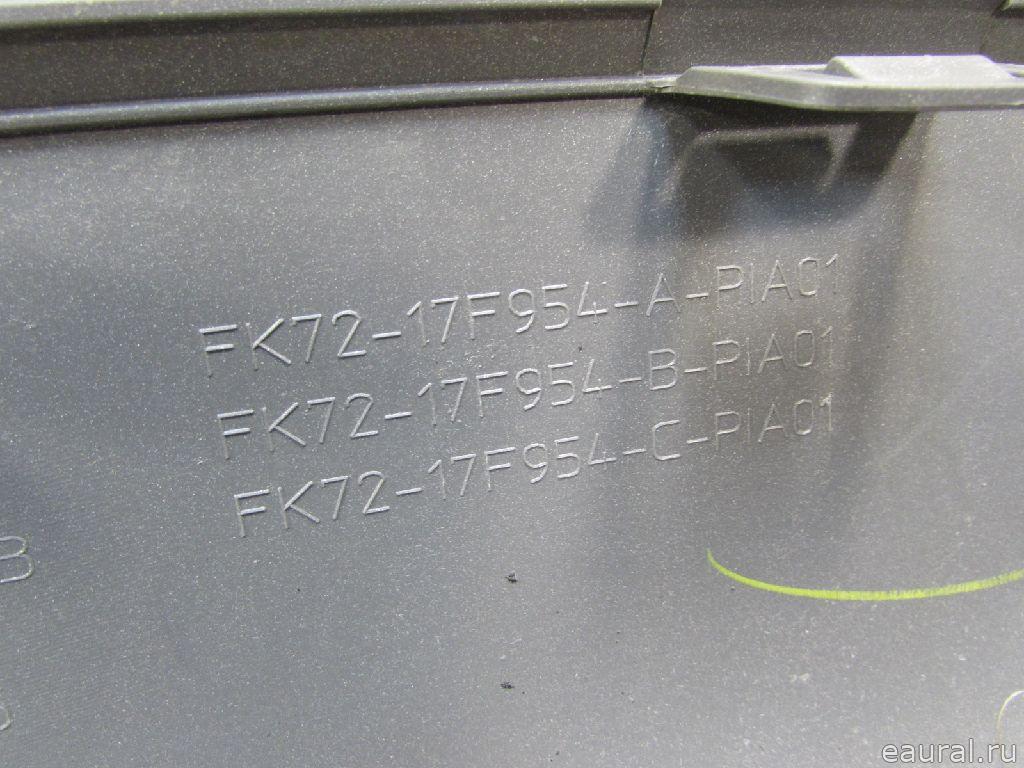 FK72-17F954-A-PIA01
FK72-17F954-B-PIA01
FK72-17F954-C-PIA01
B
eaural.ru